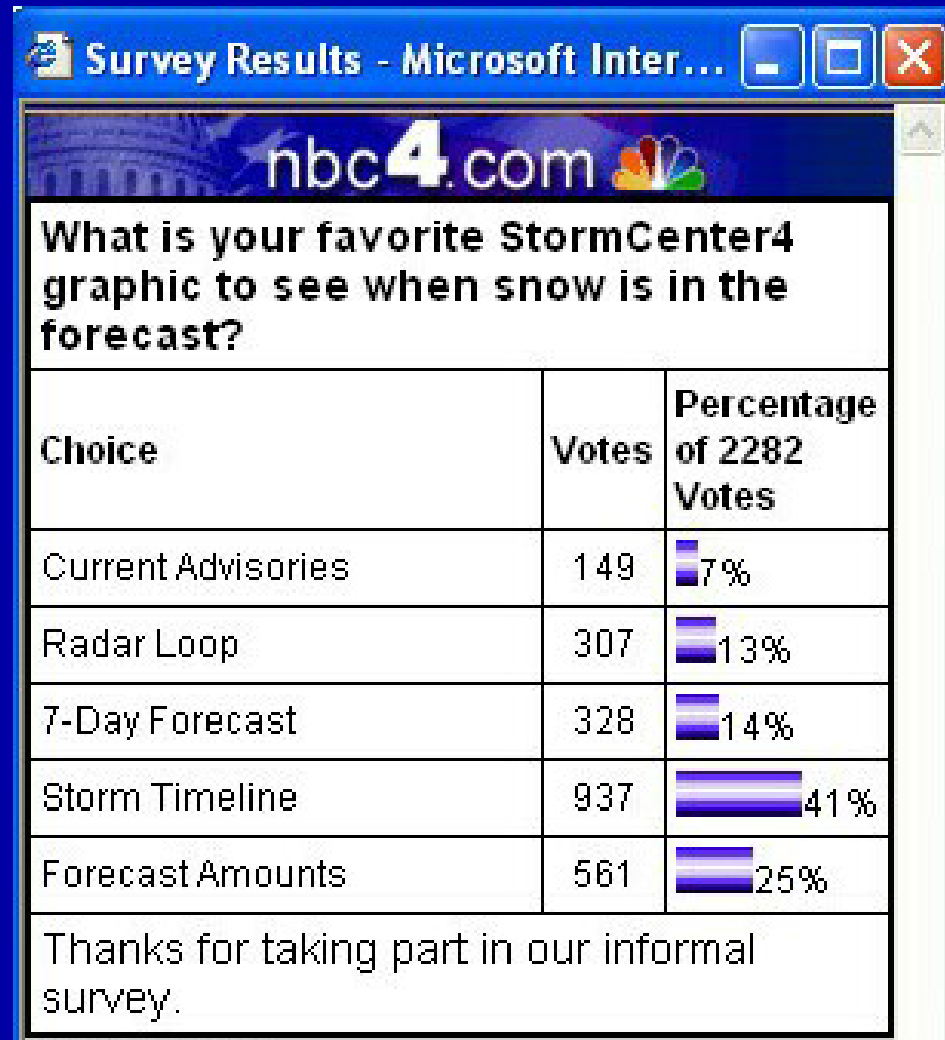 Survey Results - Microsoft Inter...
nbc4.com
What is your favorite StormCenter4
graphic to see when snow is in the
forecast?
Choice Votes Percentage
of 2282
Votes
Current Advisories 149 7%
Radar Loop 307 13%
7-Day Forecast 328 14%
Storm Timeline 937 41%
Forecast Amounts 561 25%
Thanks for taking part in our informal
survey.